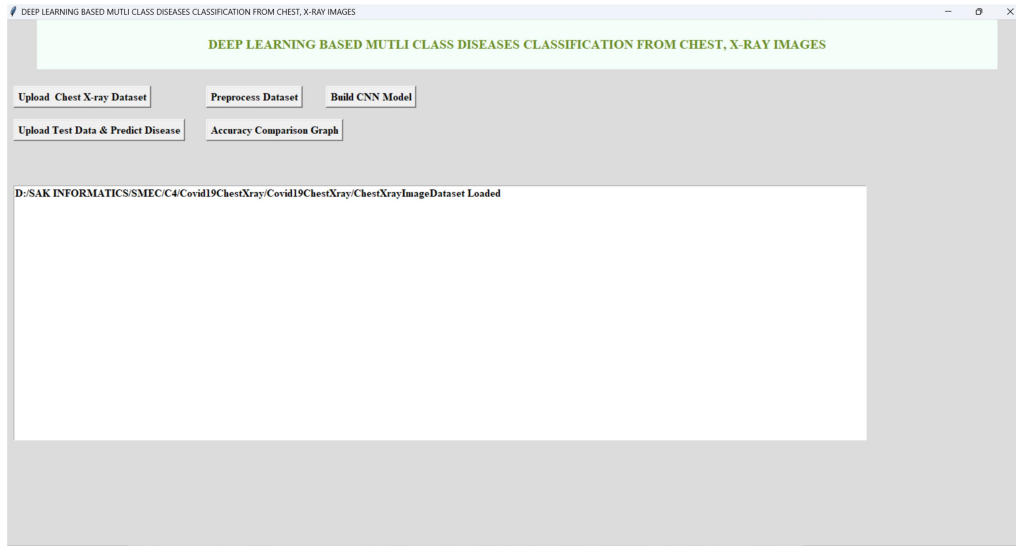 DEEP LEARNING BASED MUTLI CLASS DISEASES CLASSIFICATION FROM CHEST, X-RAY IMAGES
DEEP LEARNING BASED MUTLI CLASS DISEASES CLASSIFICATION FROM CHEST, X-RAY IMAGES
Upload Chest X-ray Dataset Preprocess Dataset Build CNN Model
Upload Test Data & Predict Disease Accuracy Comparison Graph
D:/SAK INFORMATICS/SMEC/C4/Covid19ChestXray/Covid19ChestXray/ChestXrayImageDataset Loaded